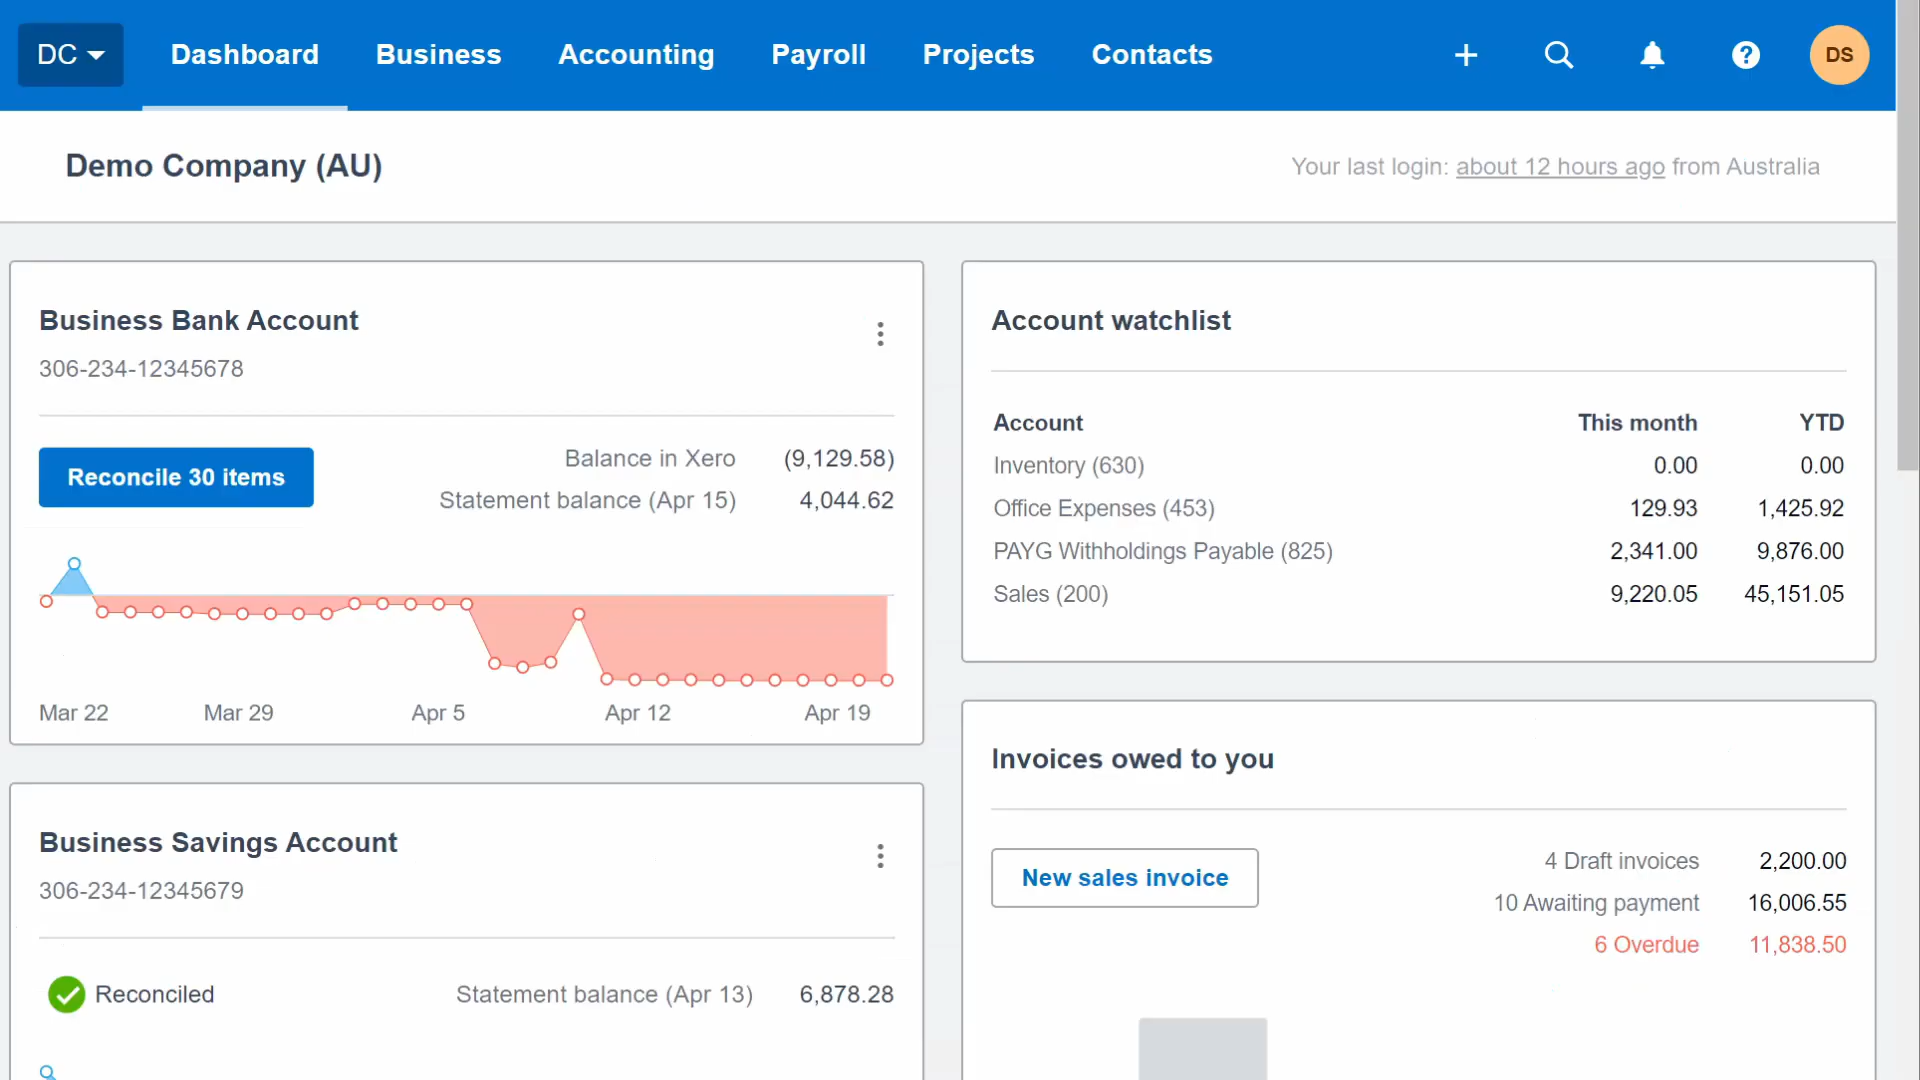 DC
Dashboard
Business
Accounting
Payroll
Projects
Contacts
DS
Demo Company (AU)
Your last login: about 12 hours ago from Australia
Business Bank Account
306-234-12345678
Reconcile 30 items
Balance in Xero (9,129.58)
Statement balance (Apr 15) 4,044.62
Mar 22 Mar 29 Apr 5 Apr 12 Apr 19
Business Savings Account
306-234-12345679
Reconciled
Statement balance (Apr 13) 6,878.28
Account watchlist
Account This month YTD
Inventory (630) 0.00 0.00
Office Expenses (453) 129.93 1,425.92
PAYG Withholdings Payable (825) 2,341.00 9,876.00
Sales (200) 9,220.05 45,151.05
Invoices owed to you
New sales invoice
4 Draft invoices 2,200.00
10 Awaiting payment 16,006.55
6 Overdue 11,838.50